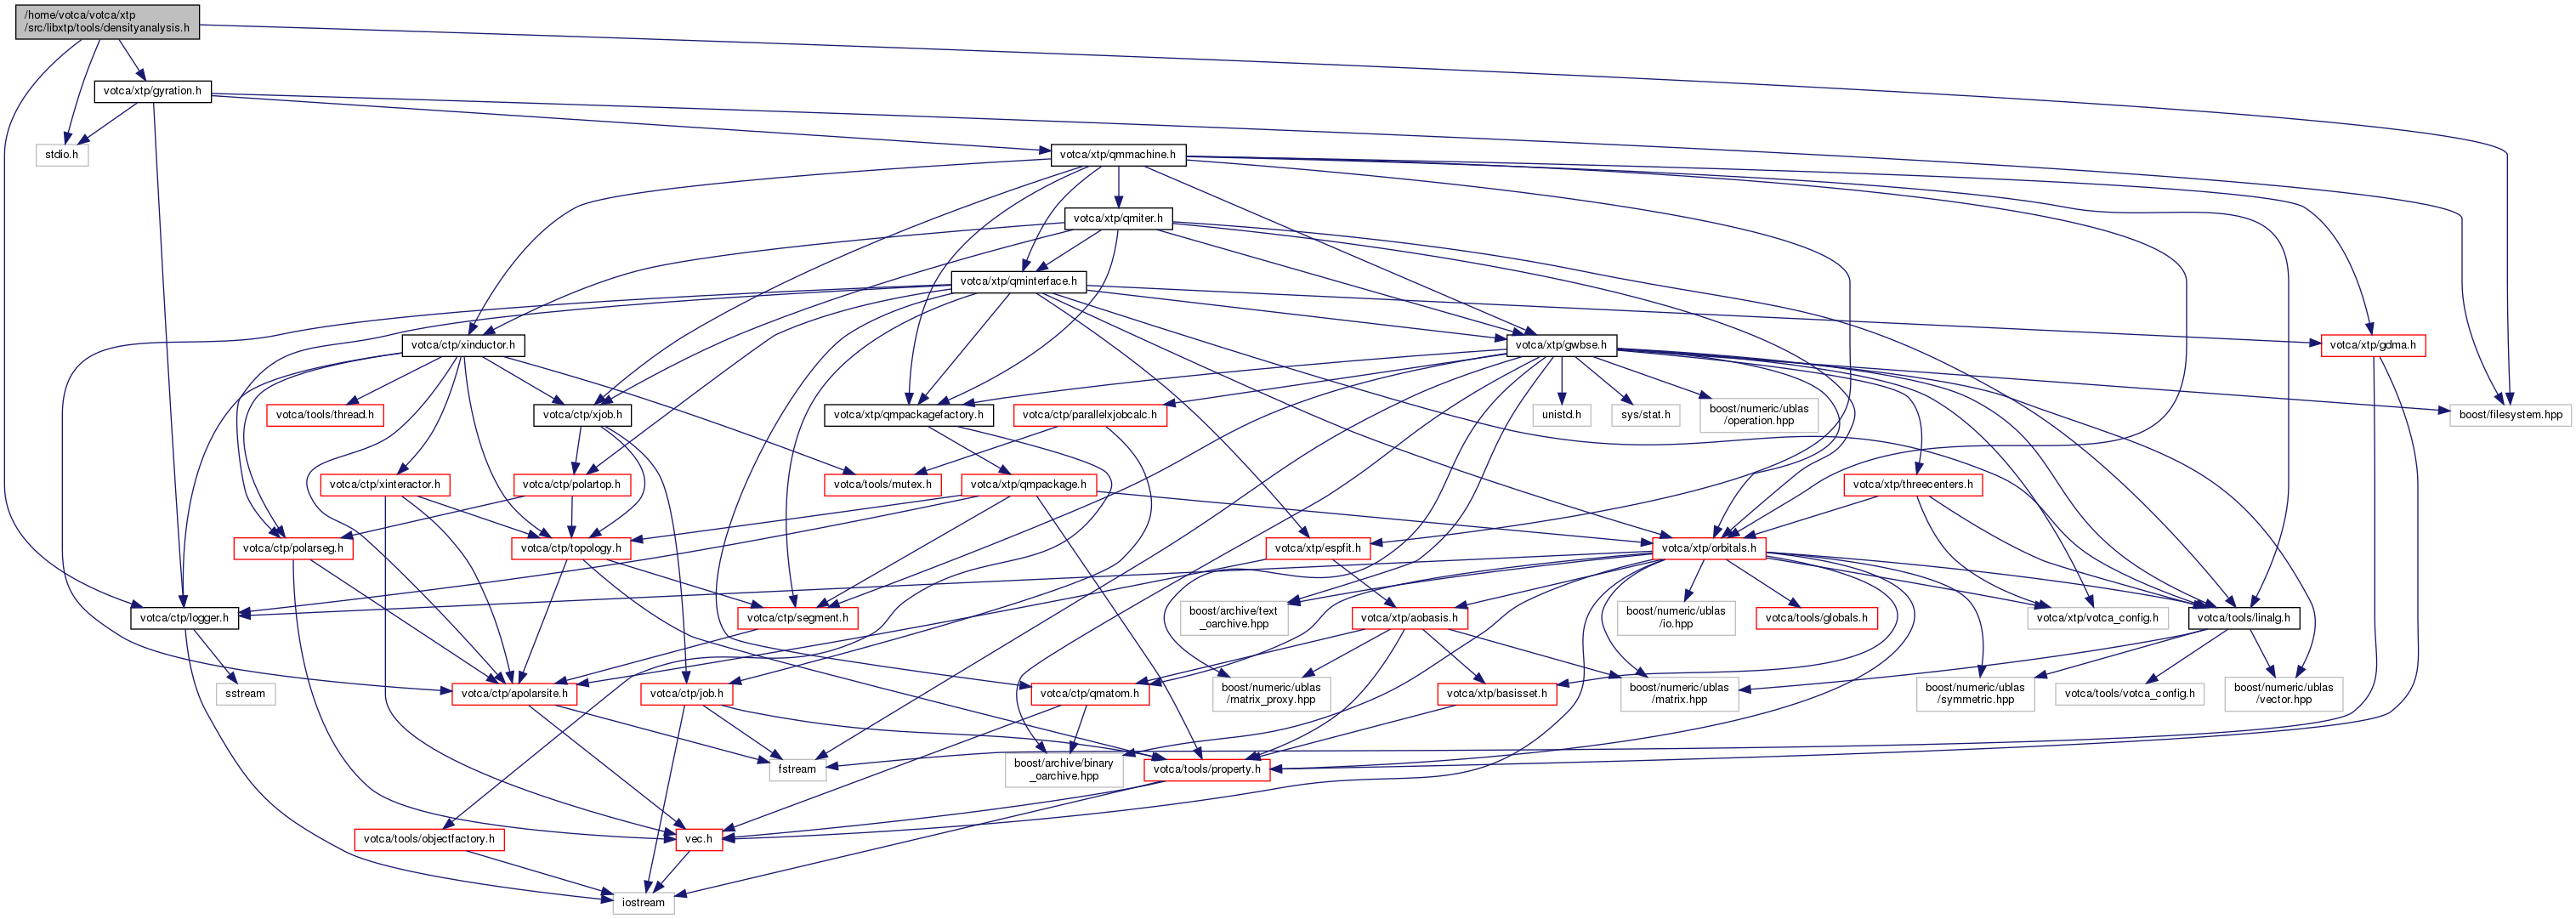 /home/votca/votca/xtp
/src/libxtp/tools/densityanalysis.h
votca/xtp/gyration.h
stdio.h
votca/xtp/qmmachine.h
votca/xtp/qmiter.h
votca/xtp/qminterface.h
votca/ctp/xinductor.h
votca/xtp/gwbse.h
votca/xtp/gdma.h
votca/tools/thread.h
votca/ctp/xjob.h
votca/xtp/qmpackagefactory.h
votca/ctp/parallelxjobcalc.h
unistd.h
sys/stat.h
boost/numeric/ublas
/operation.hpp
boost/filesystem.hpp
votca/ctp/xinteractor.h
votca/ctp/polartop.h
votca/tools/mutex.h
votca/xtp/qmpackage.h
votca/xtp/threecenters.h
votca/ctp/polarseg.h
votca/ctp/topology.h
votca/xtp/espfit.h
votca/xtp/orbitals.h
votca/ctp/logger.h
votca/ctp/segment.h
boost/archive/text
_oarchive.hpp
votca/xtp/aobasis.h
boost/numeric/ublas
/io.hpp
votca/tools/globals.h
votca/xtp/votca_config.h
votca/tools/linalg.h
sstream
votca/ctp/apolarsite.h
votca/ctp/job.h
votca/ctp/qmatom.h
boost/numeric/ublas
/matrix_proxy.hpp
votca/xtp/basisset.h
boost/numeric/ublas
/matrix.hpp
boost/numeric/ublas
/symmetric.hpp
votca/tools/votca_config.h
boost/numeric/ublas
/vector.hpp
fstream
boost/archive/binary
_oarchive.hpp
votca/tools/property.h
votca/tools/objectfactory.h
vec.h
iostream